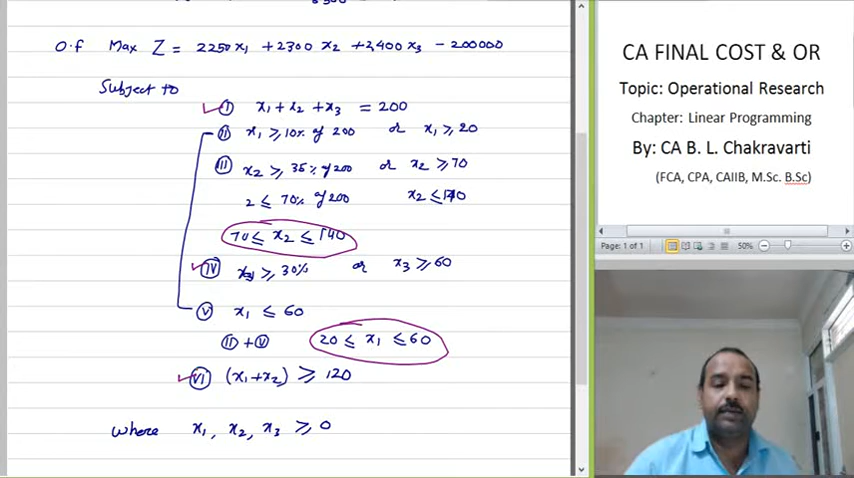 O.f Max Z = 2250x₁ + 2300 x₂ + 2,400 x₃ - 200000
Subject to
Ⓘ x₁ + x₂ + x₃ = 200
Ⅱ x₁ ≥ 10% of 200 or x₁ ≥ 20
Ⅲ x₂ ≥ 35% of 200 or x₂ ≥ 70
2 ≤ 70% of 200 x₂ ≤ 140
70 ≤ x₂ ≤ 140
Ⅳ x₃ ≥ 30% or x₃ ≥ 60
Ⅴ x₁ ≤ 60
Ⅱ + Ⅴ 20 ≤ x₁ ≤ 60
Ⅵ (x₁+x₂) ≥ 120
where x₁, x₂, x₃ ≥ 0
CA FINAL COST & OR
Topic: Operational Research
Chapter: Linear Programming
By: CA B. L. Chakravarti
(FCA, CPA, CAIIB, M.Sc. B.Sc)
Page: 1 of 1 50%